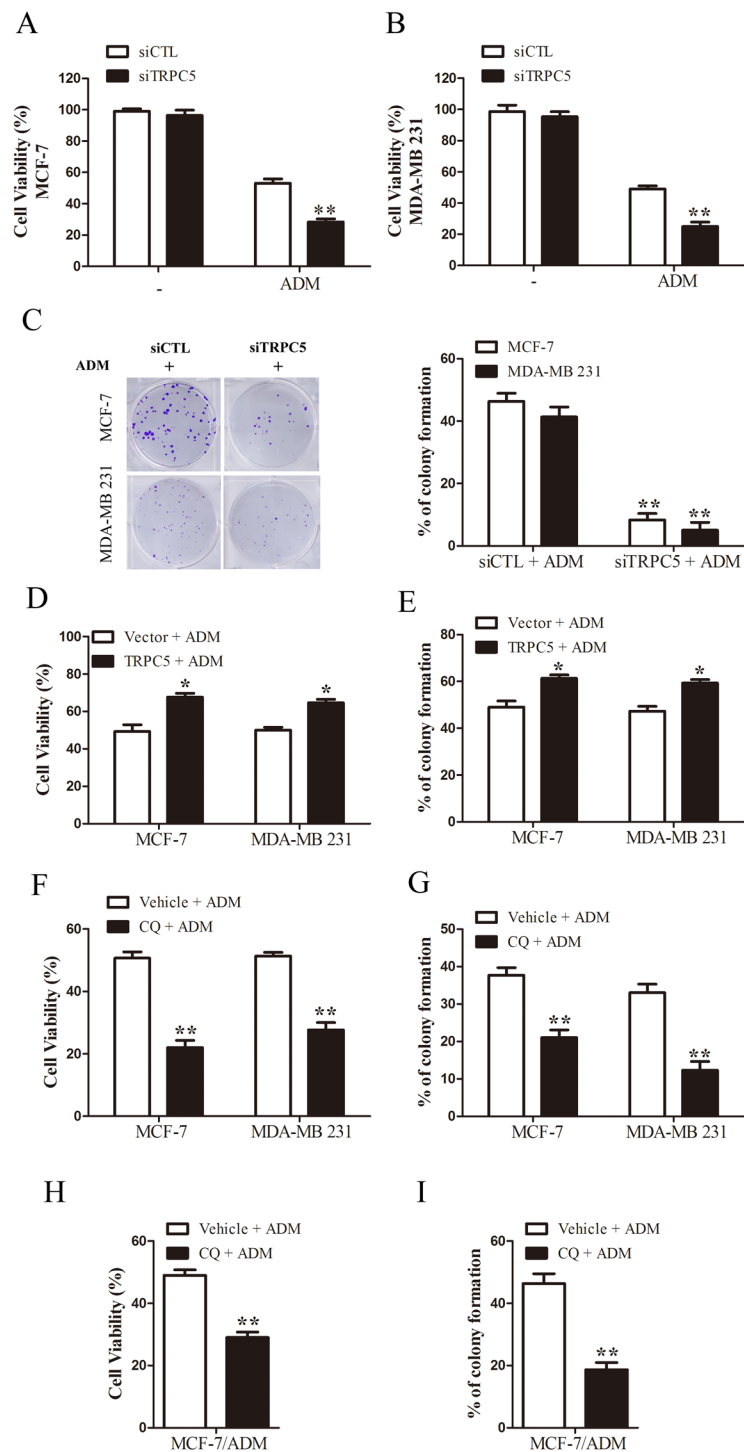 A
siCTL
siTRPC5
Cell Viability (%)
MCF-7
120
100
80
60
40
20
0
**
-
ADM
B
siCTL
siTRPC5
Cell Viability (%)
MDA-MB 231
120
100
80
60
40
20
0
**
-
ADM
C
siCTL
siTRPC5
ADM
+
+
MCF-7
MDA-MB 231
MCF-7
MDA-MB 231
% of colony formation
60
40
20
0
**
**
siCTL + ADM
siTRPC5 + ADM
D
Vector + ADM
TRPC5 + ADM
Cell Viability (%)
100
80
60
40
20
0
*
*
MCF-7
MDA-MB 231
E
Vector + ADM
TRPC5 + ADM
% of colony formation
80
60
40
20
0
*
*
MCF-7
MDA-MB 231
F
Vehicle + ADM
CQ + ADM
Cell Viability (%)
60
40
20
0
**
**
MCF-7
MDA-MB 231
G
Vehicle + ADM
CQ + ADM
% of colony formation
50
40
30
20
10
0
**
**
MCF-7
MDA-MB 231
H
Vehicle + ADM
CQ + ADM
Cell Viability (%)
60
40
20
0
**
MCF-7/ADM
I
Vehicle + ADM
CQ + ADM
% of colony formation
60
40
20
0
**
MCF-7/ADM